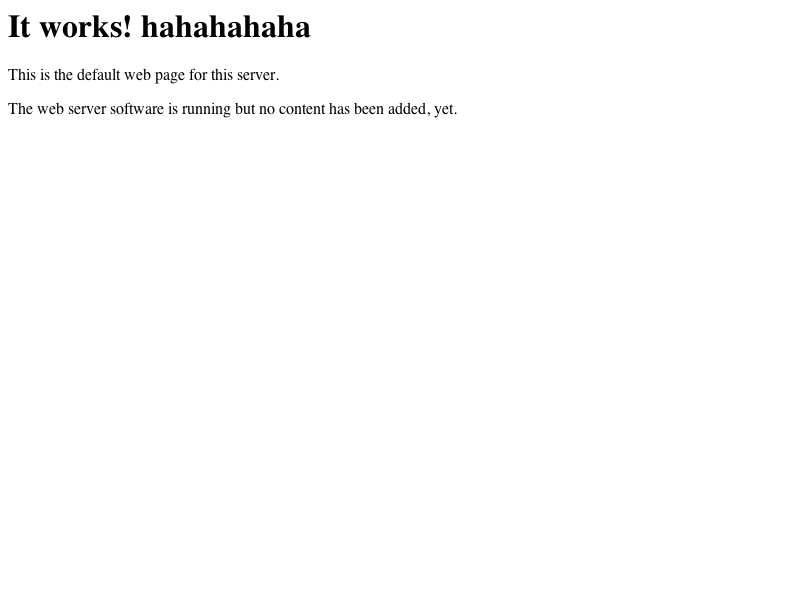 It works! hahahahaha
This is the default web page for this server.
The web server software is running but no content has been added, yet.